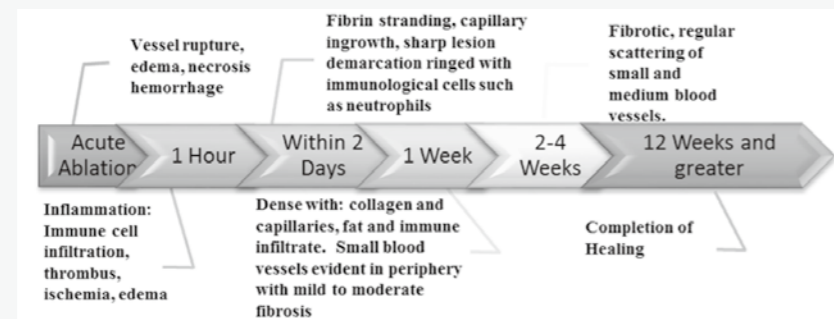 Vessel rupture,
edema, necrosis
hemorrhage
Fibrin stranding, capillary
ingrowth, sharp lesion
demarcation ringed with
immunological cells such
as neutrophils
Fibrotic, regular
scattering of
small and
medium blood
vessels.
Acute
Ablation
1 Hour
Within 2
Days
1 Week
2-4
Weeks
12 Weeks and
greater
Inflammation:
Immune cell
infiltration,
thrombus,
ischemia, edema
Dense with: collagen and
capillaries, fat and immune
infiltrate. Small blood
vessels evident in periphery
with mild to moderate
fibrosis
Completion of
Healing